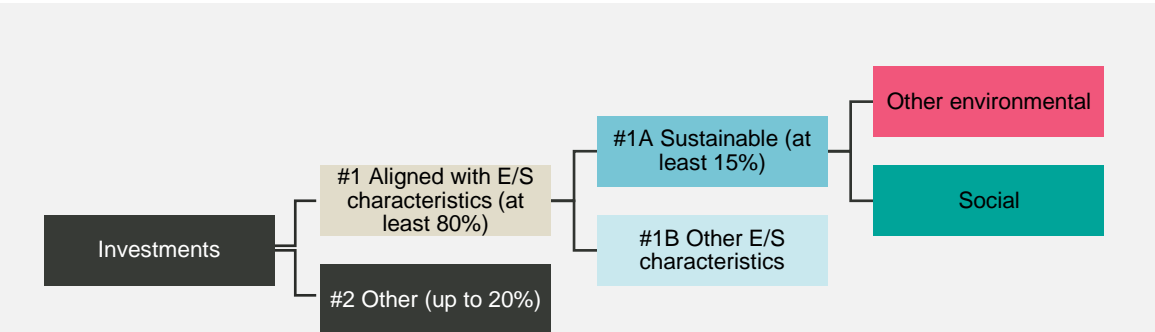 Investments
#1 Aligned with E/S
characteristics (at
least 80%)
#2 Other (up to 20%)
#1A Sustainable (at
least 15%)
#1B Other E/S
characteristics
Other environmental
Social